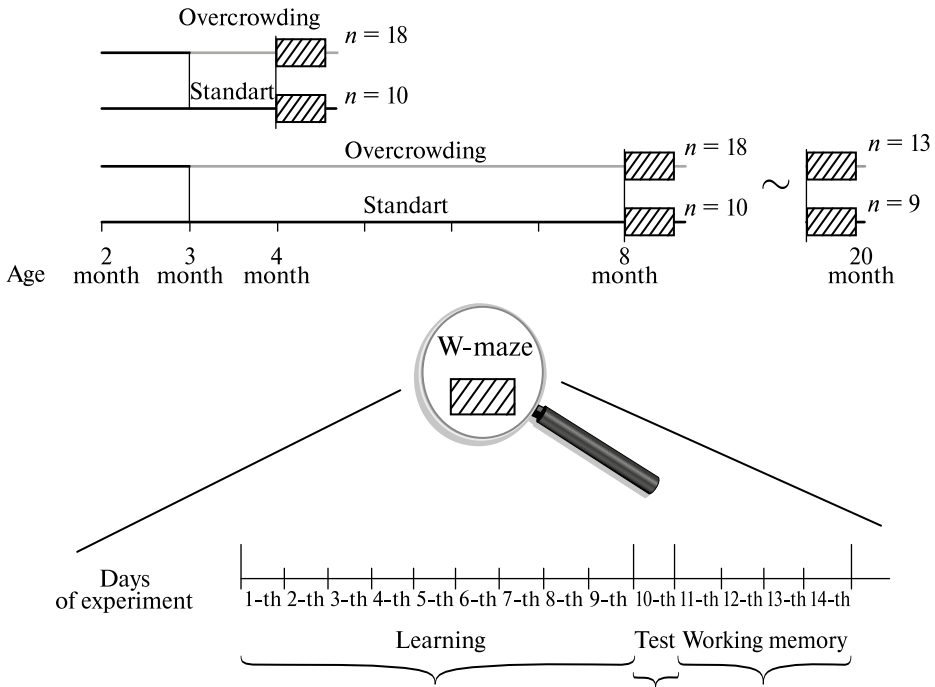 Overcrowding
n = 18
Standart
n = 10
Overcrowding
n = 18
n = 13
Standart
n = 10
n = 9
Age
2 month
3 month
4 month
8 month
20 month
W-maze
Days
of experiment
1-th 2-th 3-th 4-th 5-th 6-th 7-th 8-th 9-th 10-th 11-th 12-th 13-th 14-th
Learning
Test
Working memory